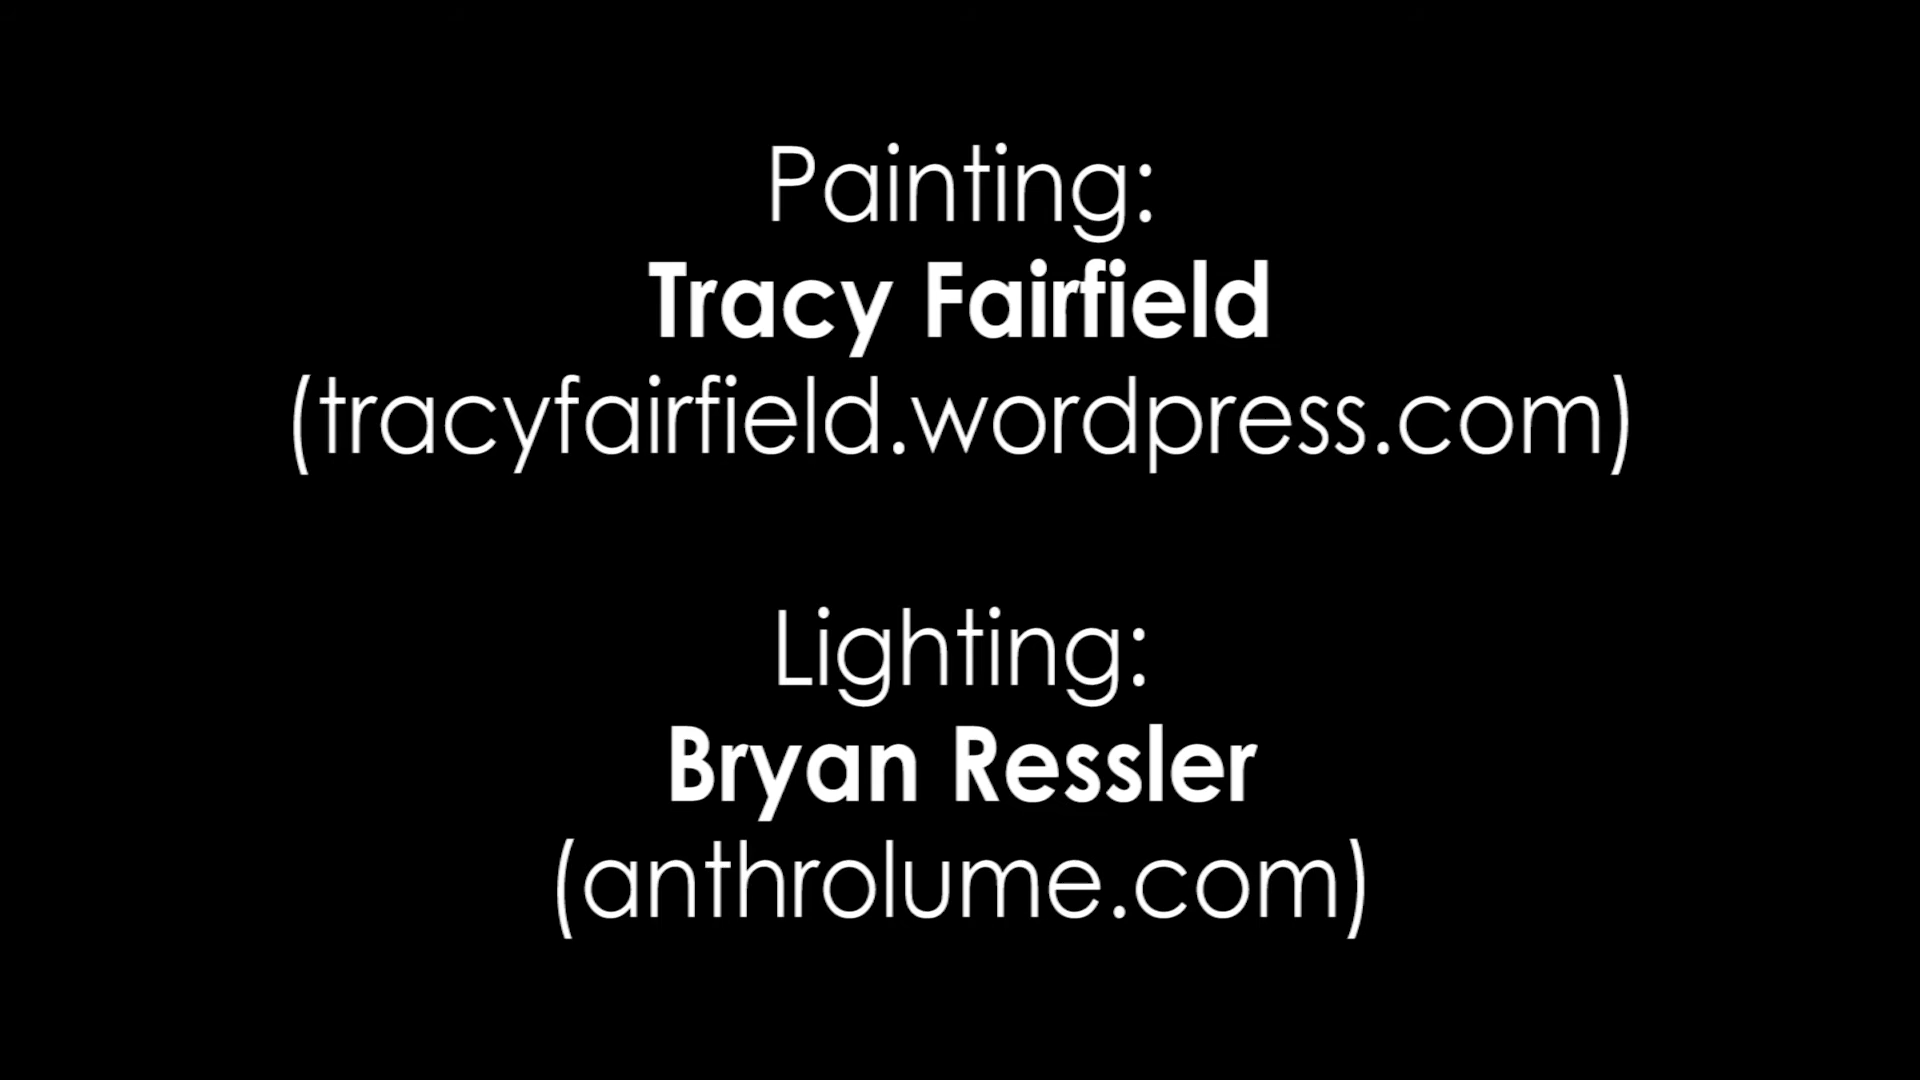 Painting:
Tracy Fairfield
(tracyfairfield.wordpress.com)
Lighting:
Bryan Ressler
(anthrolume.com)